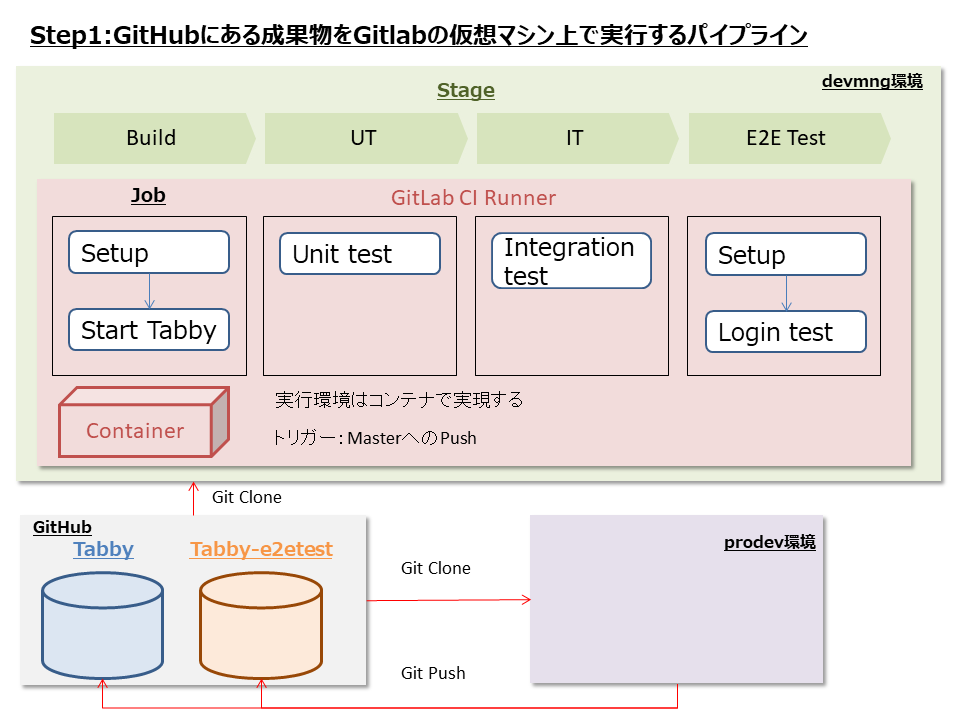 Step1:GitHubにある成果物をGitlabの仮想マシン上で実行するパイプライン
devmng環境
Stage
Build
UT
IT
E2E Test
Job
GitLab CI Runner
Setup
Start Tabby
Unit test
Integration
test
Setup
Login test
Container
実行環境はコンテナで実現する
トリガー：MasterへのPush
Git Clone
GitHub
Tabby
Tabby-e2etest
Git Clone
prodev環境
Git Push